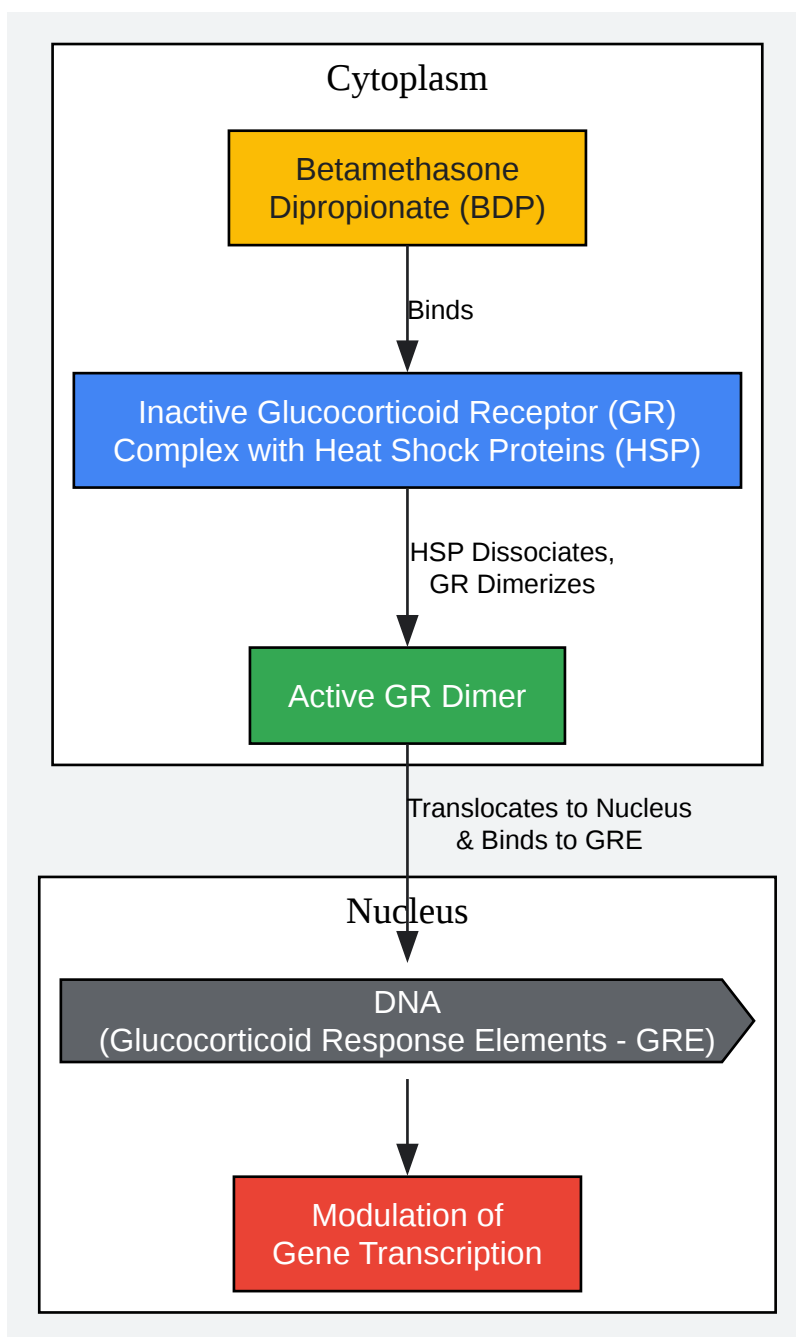 Cytoplasm
Betamethasone
Dipropionate (BDP)
Binds
Inactive Glucocorticoid Receptor (GR)
Complex with Heat Shock Proteins (HSP)
HSP Dissociates,
GR Dimerizes
Active GR Dimer
Translocates to Nucleus
& Binds to GRE
Nucleus
DNA
(Glucocorticoid Response Elements - GRE)
Modulation of
Gene Transcription